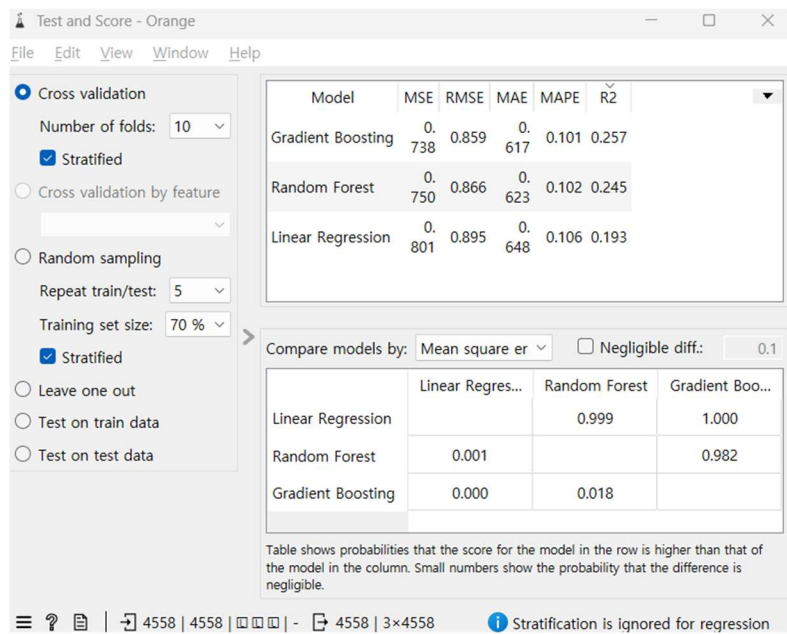 Test and Score - Orange
File Edit View Window Help
Cross validation
Number of folds: 10
Stratified
Cross validation by feature
Random sampling
Repeat train/test: 5
Training set size: 70 %
Stratified
Leave one out
Test on train data
Test on test data
Model MSE RMSE MAE MAPE R2
Gradient Boosting 0.738 0.859 0.617 0.101 0.257
Random Forest 0.750 0.866 0.623 0.102 0.245
Linear Regression 0.801 0.895 0.648 0.106 0.193
Compare models by: Mean square er Negligible diff.: 0.1
Linear Regres... Random Forest Gradient Boo...
Linear Regression 0.999 1.000
Random Forest 0.001 0.982
Gradient Boosting 0.000 0.018
Table shows probabilities that the score for the model in the row is higher than that of
the model in the column. Small numbers show the probability that the difference is
negligible.
4558 | 4558 | - 4558 | 3×4558 Stratification is ignored for regression